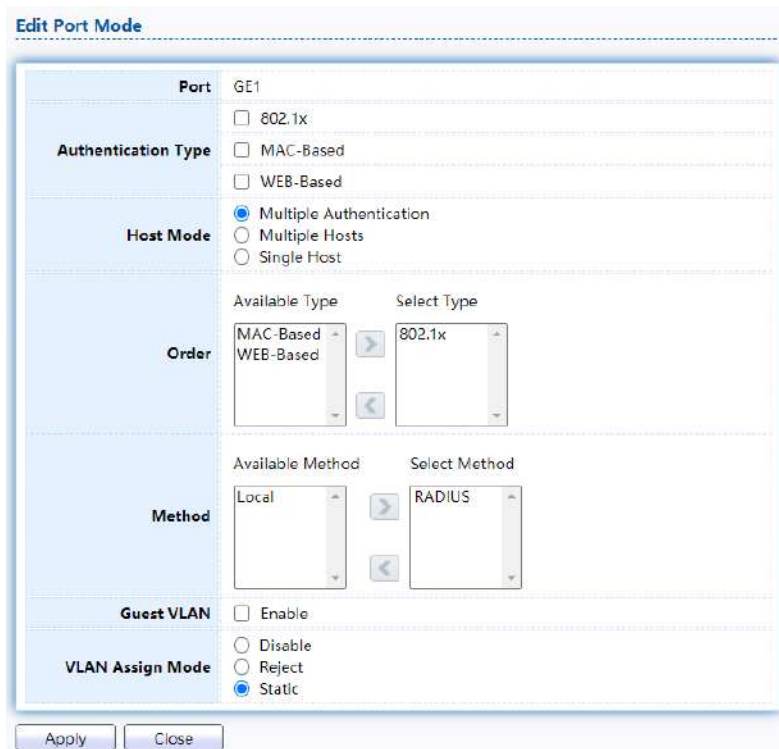 Edit Port Mode
Port GE1
Authentication Type
802.1x
MAC-Based
WEB-Based
Host Mode
Multiple Authentication
Multiple Hosts
Single Host
Order
Available Type Select Type
MAC-Based 802.1x
WEB-Based
Method
Available Method Select Method
Local RADIUS
Guest VLAN Enable
VLAN Assign Mode
Disable
Reject
Static
Apply Close